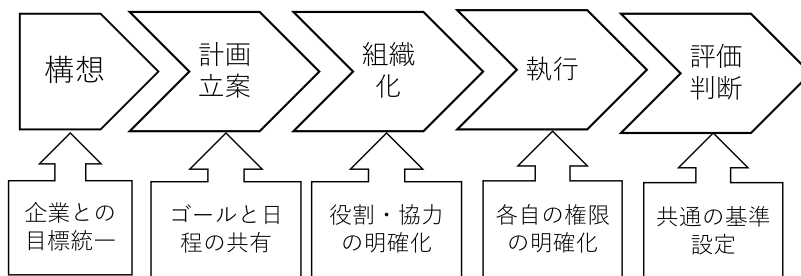 構想
計画
立案
組織
化
執行
評価
判断
企業との
目標統一
ゴールと日
程の共有
役割・協力
の明確化
各自の権限
の明確化
共通の基準
設定